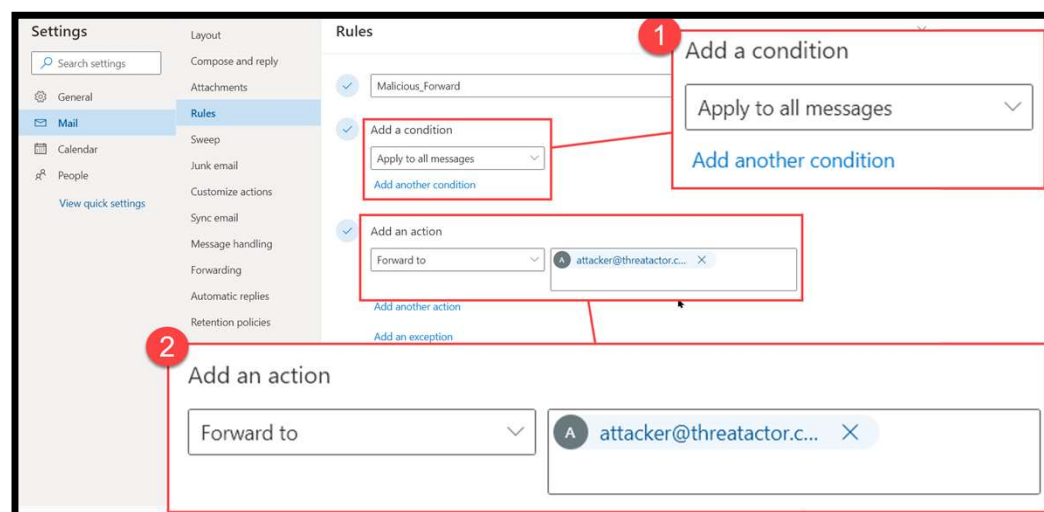 Settings
Search settings
General
Mail
Calendar
People
View quick settings
Layout
Compose and reply
Attachments
Rules
Sweep
Junk email
Customize actions
Sync email
Message handling
Forwarding
Automatic replies
Retention policies
Rules
Malicious_Forward
Add a condition
Apply to all messages
Add another condition
Add an action
Forward to
A attacker@threatactor.c...
Add another action
Add an exception
1
Add a condition
Apply to all messages
Add another condition
2
Add an action
Forward to
A attacker@threatactor.c...